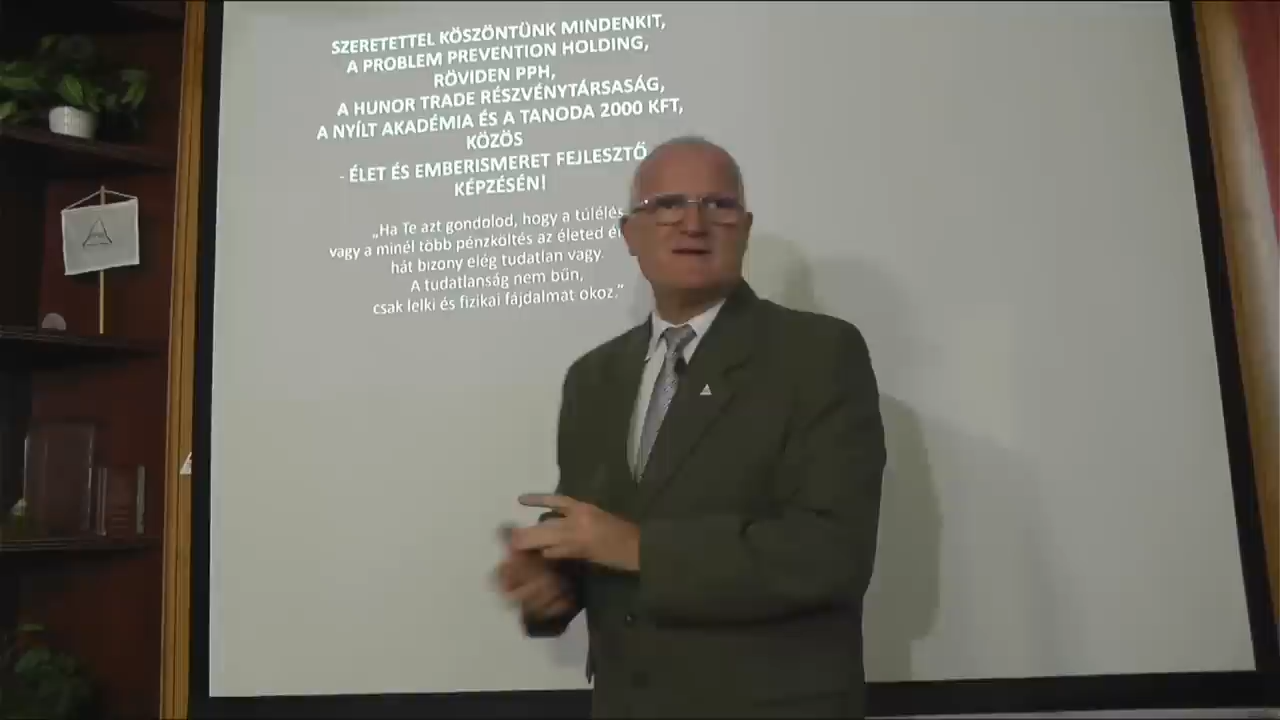 SZERETETTEL KÖSZÖNTÜNK MINDENKIT,
A PROBLEM PREVENTION HOLDING,
RÖVIDEN PPH,
A HUNOR TRADE RÉSZVÉNYTÁRSASÁG,
A NYÍLT AKADÉMIA ÉS A TANODA 2000 KFT,
KÖZÖS
- ÉLET ÉS EMBERISMERET FEJLESZTŐ
KÉPZÉSÉN!
„Ha Te azt gondolod, hogy a túlélés
vagy a minél több pénzköltés az életed
hát bizony elég tudatlan vagy.
A tudatlanság nem bűn,
csak lelki és fizikai fájdalmat okoz.”